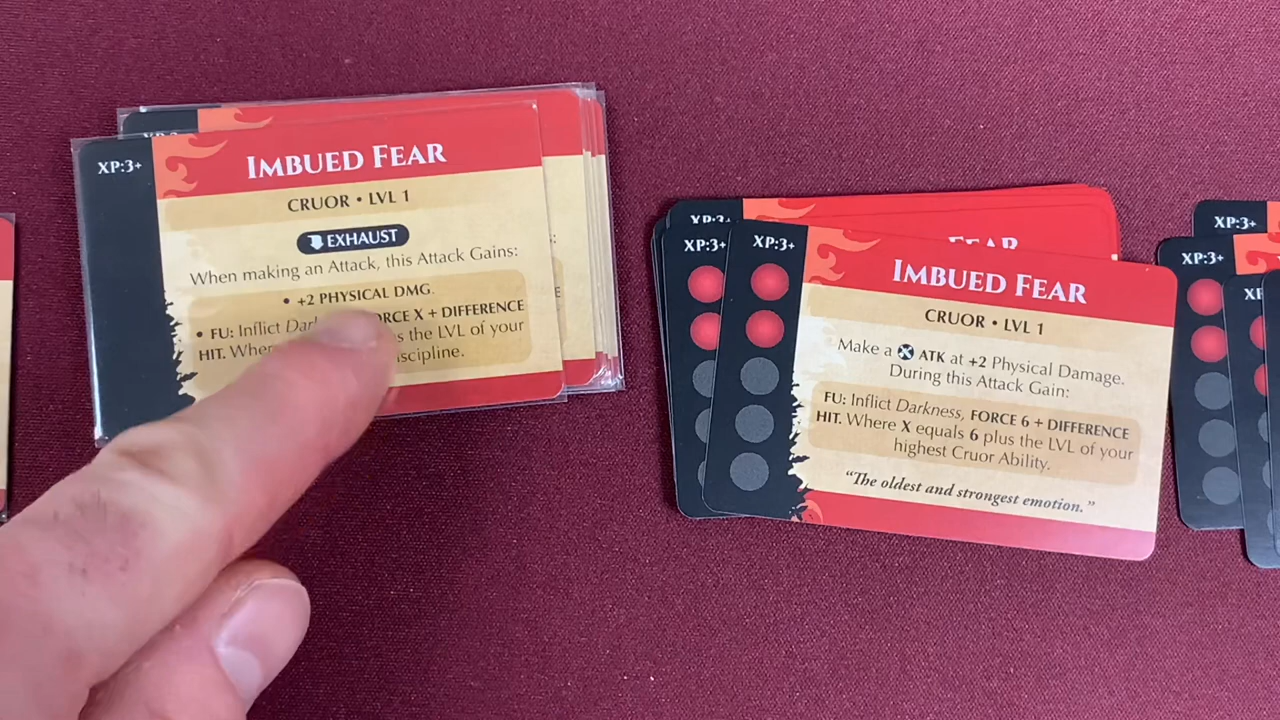 XP:3+
IMBUED FEAR
CRUOR • LVL 1
EXHAUST
When making an Attack, this Attack Gains:
• +2 PHYSICAL DMG.
• FU: Inflict X + DIFFERENCE
HIT. the LVL of your
XP:3+
FEAR
XP:3+
XP:3+
IMBUED FEAR
CRUOR • LVL 1
Make a ATK at +2 Physical Damage.
During this Attack Gain:
FU: Inflict Darkness, FORCE 6 + DIFFERENCE
HIT. Where X equals 6 plus the LVL of your
highest Cruor Ability.
“The oldest and strongest emotion.”
XP:3+
XP:3+